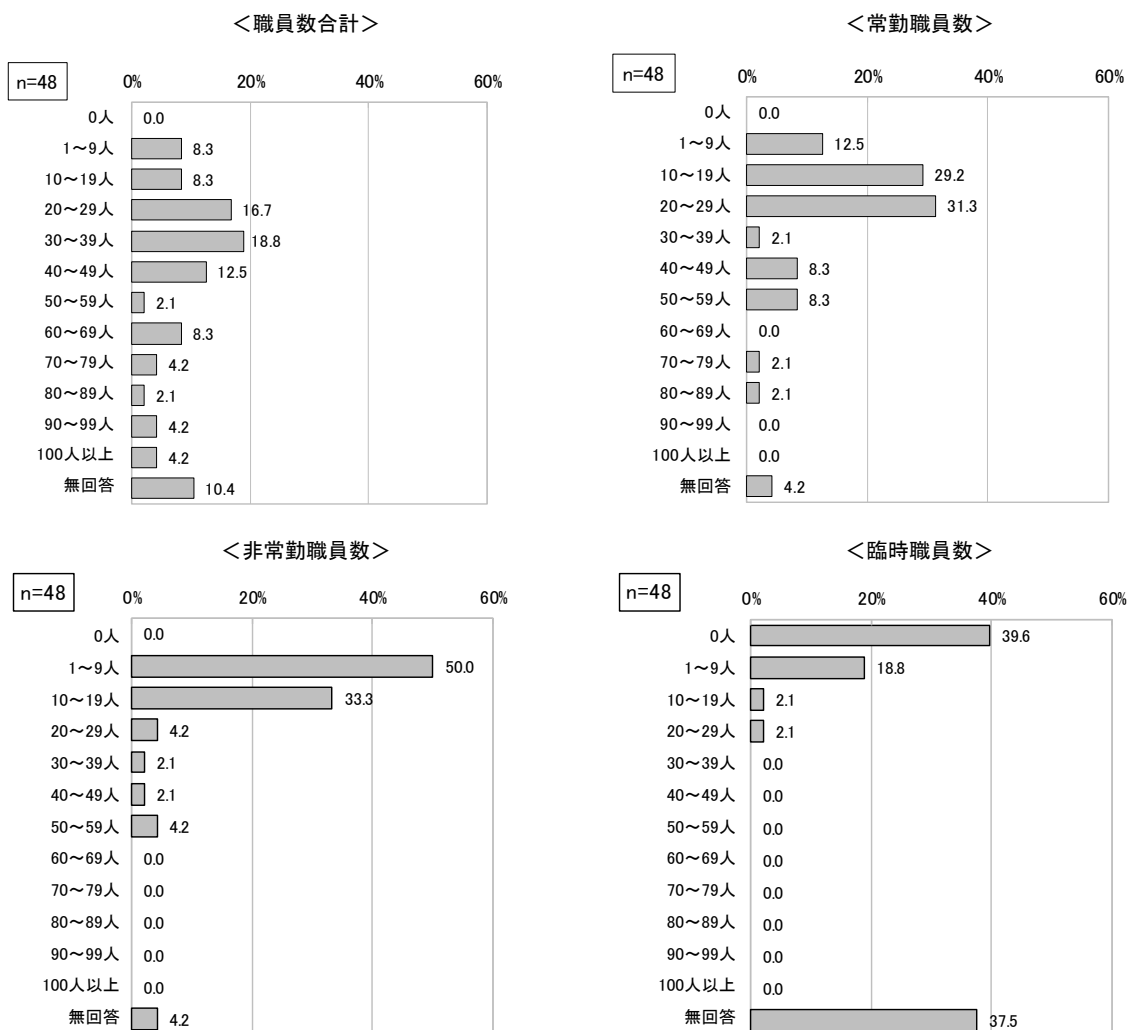 ＜職員数合計＞
n=48
0% 20% 40% 60%
0人 0.0
1～9人 8.3
10～19人 8.3
20～29人 16.7
30～39人 18.8
40～49人 12.5
50～59人 2.1
60～69人 8.3
70～79人 4.2
80～89人 2.1
90～99人 4.2
100人以上 4.2
無回答 10.4
＜常勤職員数＞
n=48
0% 20% 40% 60%
0人 0.0
1～9人 12.5
10～19人 29.2
20～29人 31.3
30～39人 2.1
40～49人 8.3
50～59人 8.3
60～69人 0.0
70～79人 2.1
80～89人 2.1
90～99人 0.0
100人以上 0.0
無回答 4.2
＜非常勤職員数＞
n=48
0% 20% 40% 60%
0人 0.0
1～9人 50.0
10～19人 33.3
20～29人 4.2
30～39人 2.1
40～49人 2.1
50～59人 4.2
60～69人 0.0
70～79人 0.0
80～89人 0.0
90～99人 0.0
100人以上 0.0
無回答 4.2
＜臨時職員数＞
n=48
0% 20% 40% 60%
0人 39.6
1～9人 18.8
10～19人 2.1
20～29人 2.1
30～39人 0.0
40～49人 0.0
50～59人 0.0
60～69人 0.0
70～79人 0.0
80～89人 0.0
90～99人 0.0
100人以上 0.0
無回答 37.5